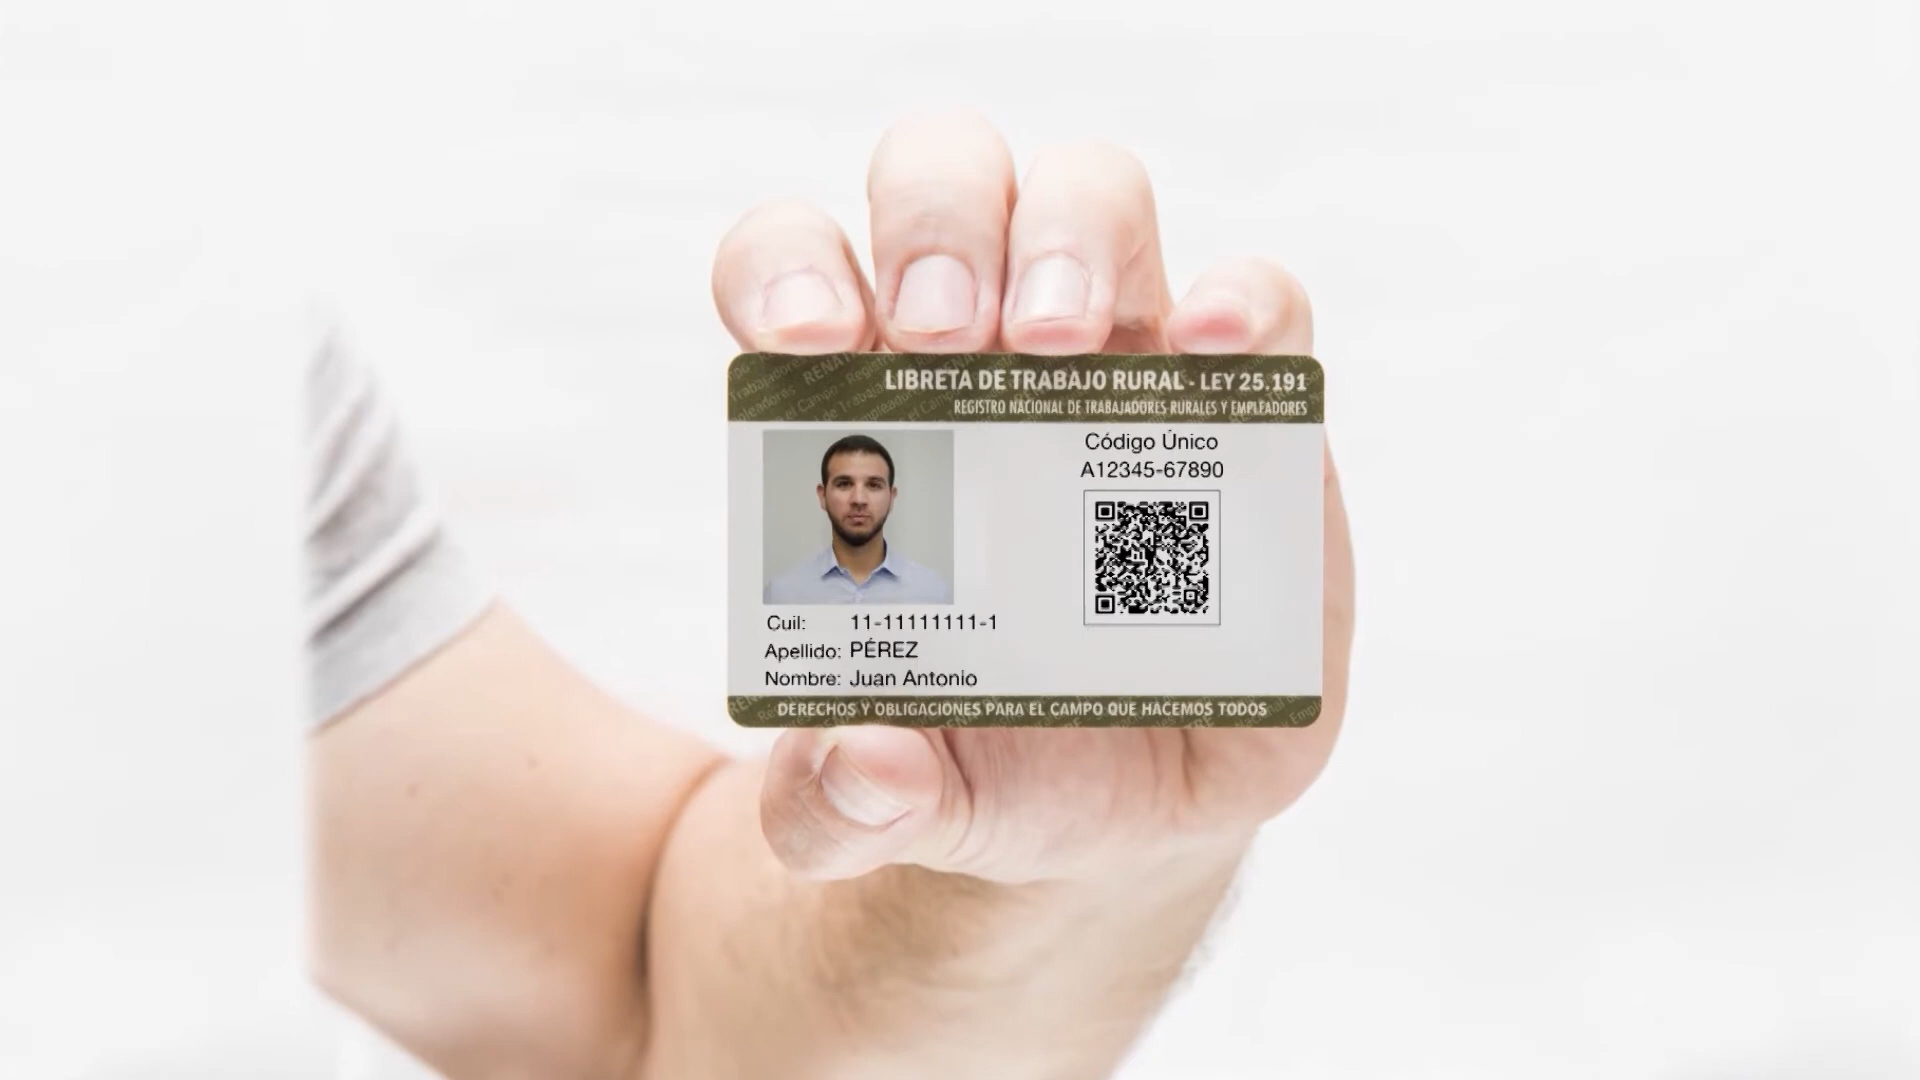 LIBRETA DE TRABAJO RURAL - LEY 25.191
REGISTRO NACIONAL DE TRABAJADORES RURALES Y EMPLEADORES
Código Único
A12345-67890
Cuil: 11-11111111-1
Apellido: PÉREZ
Nombre: Juan Antonio
DERECHOS Y OBLIGACIONES PARA EL CAMPO QUE HACEMOS TODOS